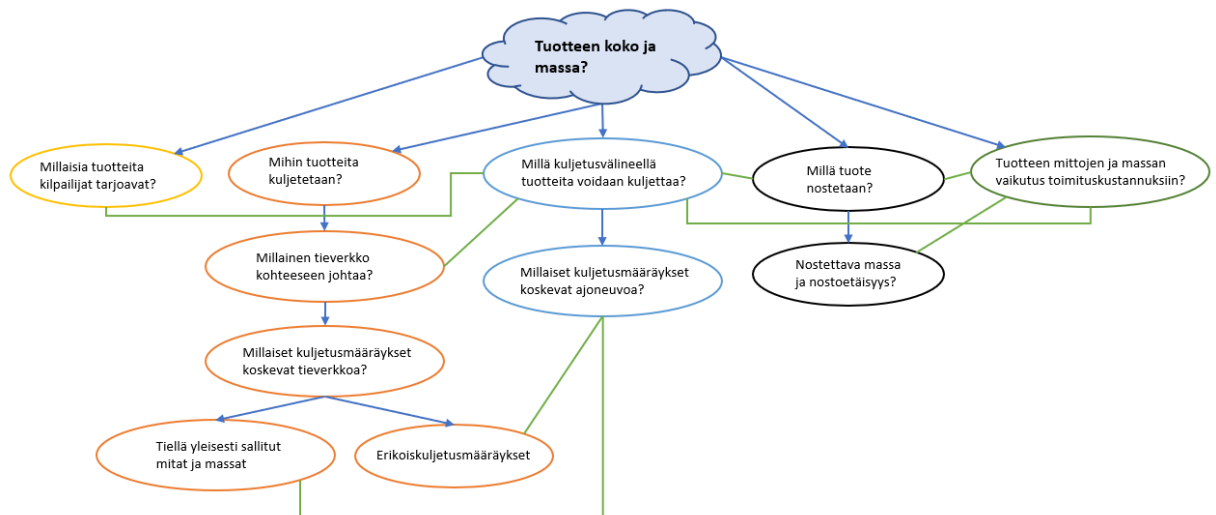 Tuotteen koko ja
massa?
Millaisia tuotteita
kilpailijat tarjoavat?
Mihin tuotteita
kuljetetaan?
Millä kuljetusvälineellä
tuotteita voidaan kuljettaa?
Millä tuote
nostetaan?
Tuotteen mittojen ja massan
vaikutus toimituskustannuksiin?
Millainen tieverkko
kohteeseen johtaa?
Millaiset kuljetusmääräykset
koskevat ajoneuvoa?
Nostettava massa
ja nostoetäisyys?
Millaiset kuljetusmääräykset
koskevat tieverkkoa?
Tiellä yleisesti sallitut
mitat ja massat
Erikoiskuljetusmääräykset